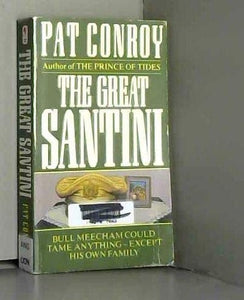 PAT CONROY
Author of THE PRINCE OF TIDES
THE GREAT
SANTINI
BULL MEECHAM COULD
TAME ANYTHING – EXCEPT
HIS OWN FAMILY
THE GREAT SANTINI